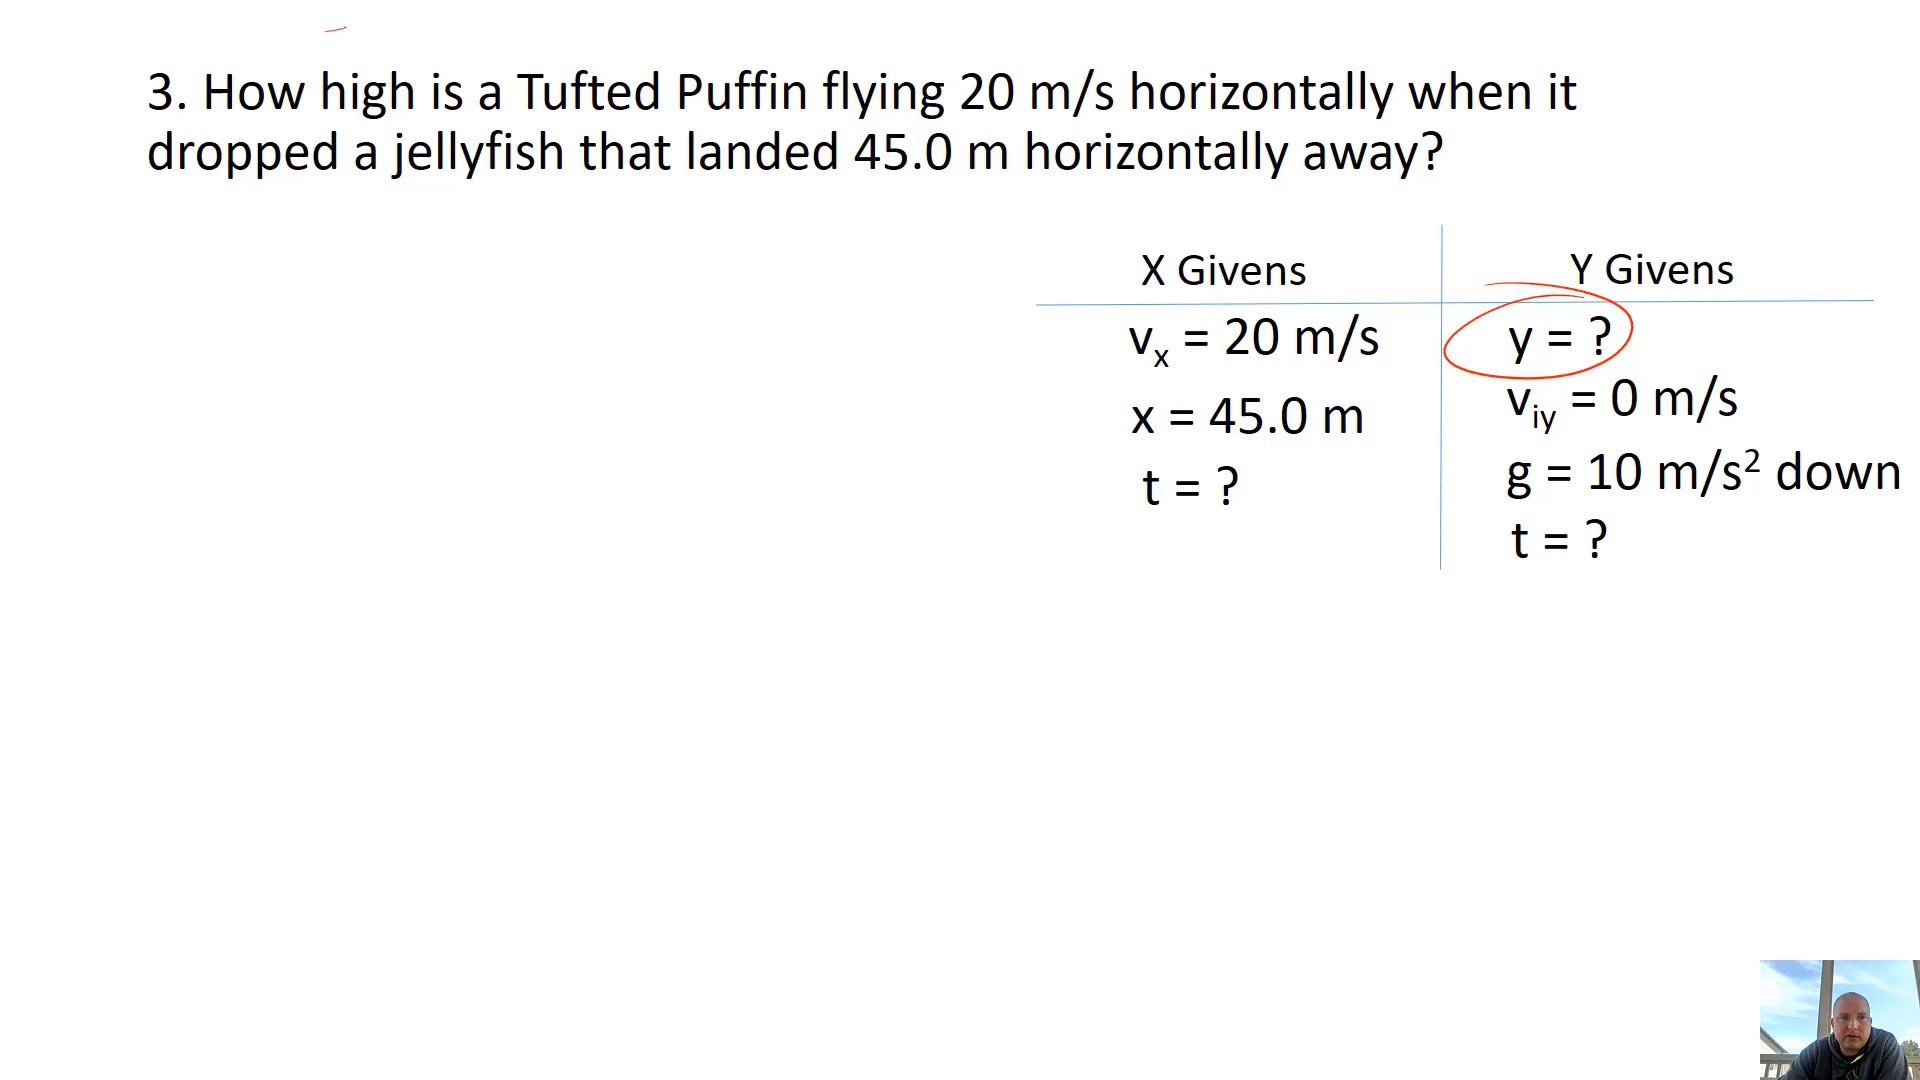 3. How high is a Tufted Puffin flying 20 m/s horizontally when it
dropped a jellyfish that landed 45.0 m horizontally away?
X Givens
vₓ = 20 m/s
x = 45.0 m
t = ?
Y Givens
y = ?
v_iy = 0 m/s
g = 10 m/s² down
t = ?